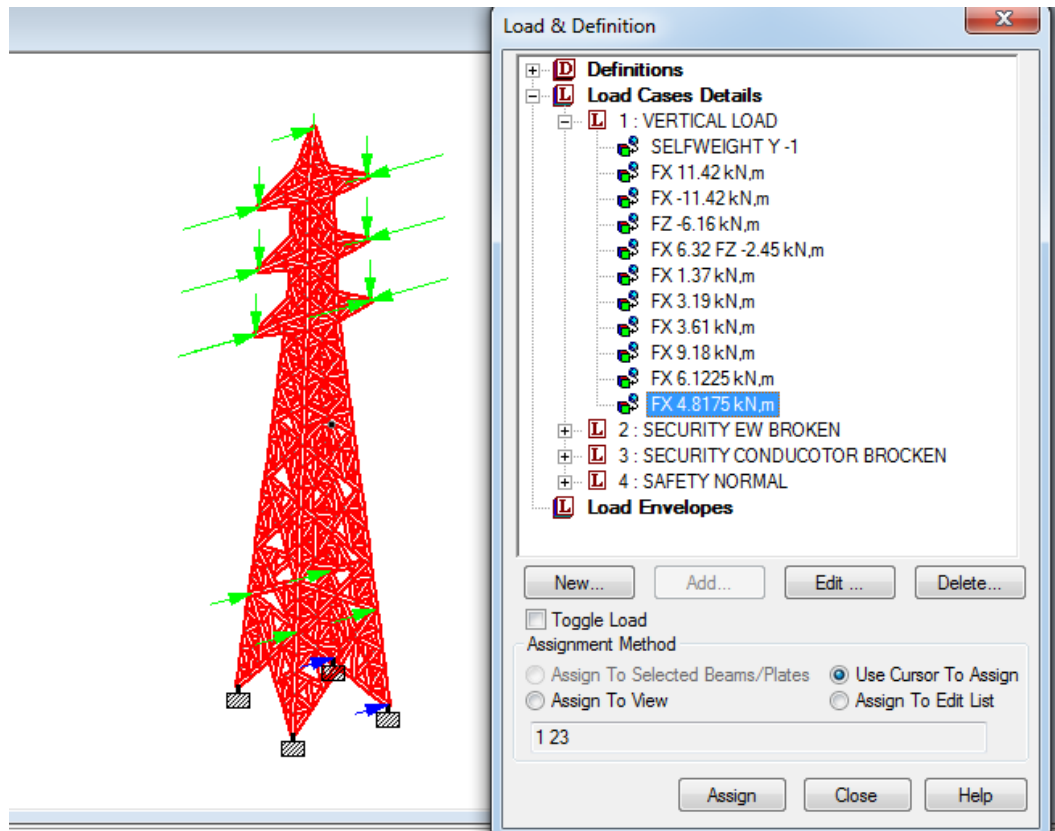 Load & Definition
Definitions
Load Cases Details
1 : VERTICAL LOAD
SELFWEIGHT Y -1
FX 11.42 kN,m
FX -11.42 kN,m
FZ -6.16 kN,m
FX 6.32 FZ -2.45 kN,m
FX 1.37 kN,m
FX 3.19 kN,m
FX 3.61 kN,m
FX 9.18 kN,m
FX 6.1225 kN,m
FX 4.8175 kN,m
2 : SECURITY EW BROKEN
3 : SECURITY CONDUCOTOR BROCKEN
4 : SAFETY NORMAL
Load Envelopes
New... Add... Edit ... Delete...
Toggle Load
Assignment Method
Assign To Selected Beams/Plates Use Cursor To Assign
Assign To View Assign To Edit List
1 23
Assign Close Help